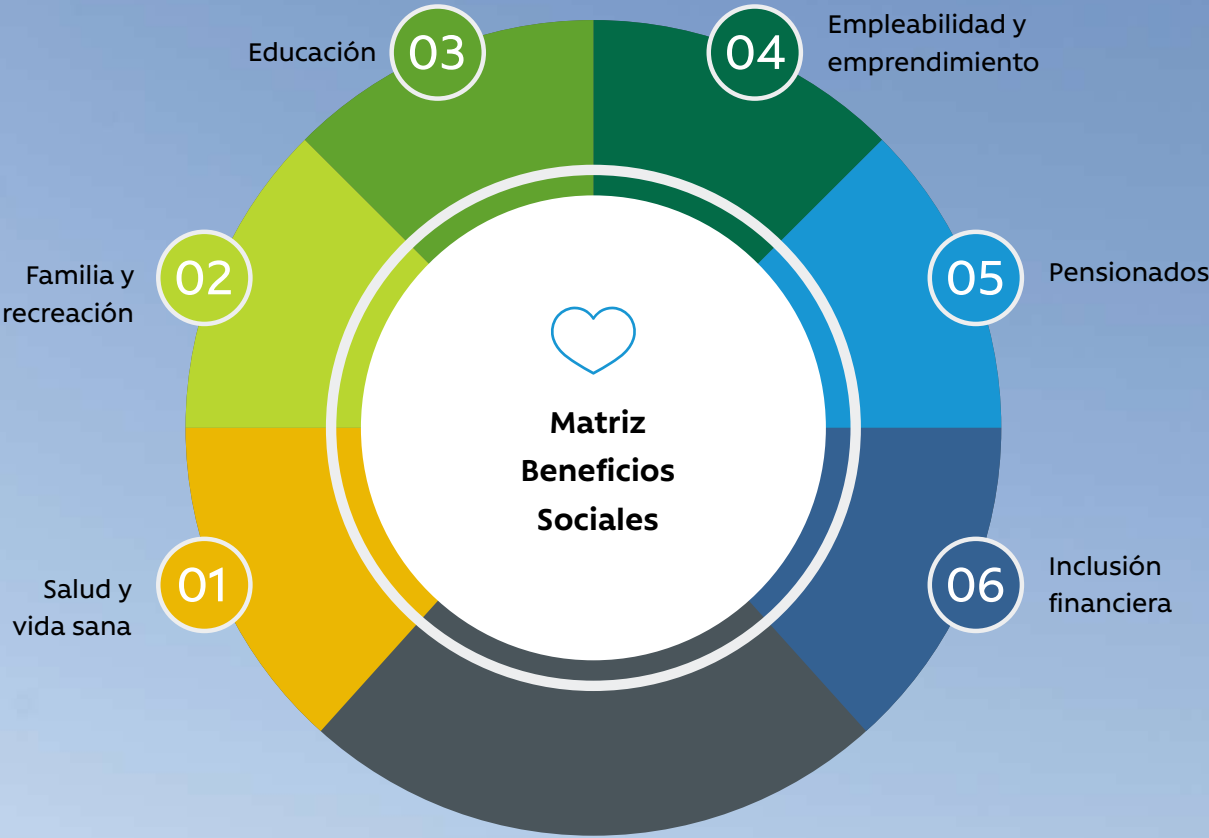 Matriz
Beneficios
Sociales
01
Salud y
vida sana
02
Familia y
recreación
03
Educación
04
Empleabilidad y
emprendimiento
05
Pensionados
06
Inclusión
financiera